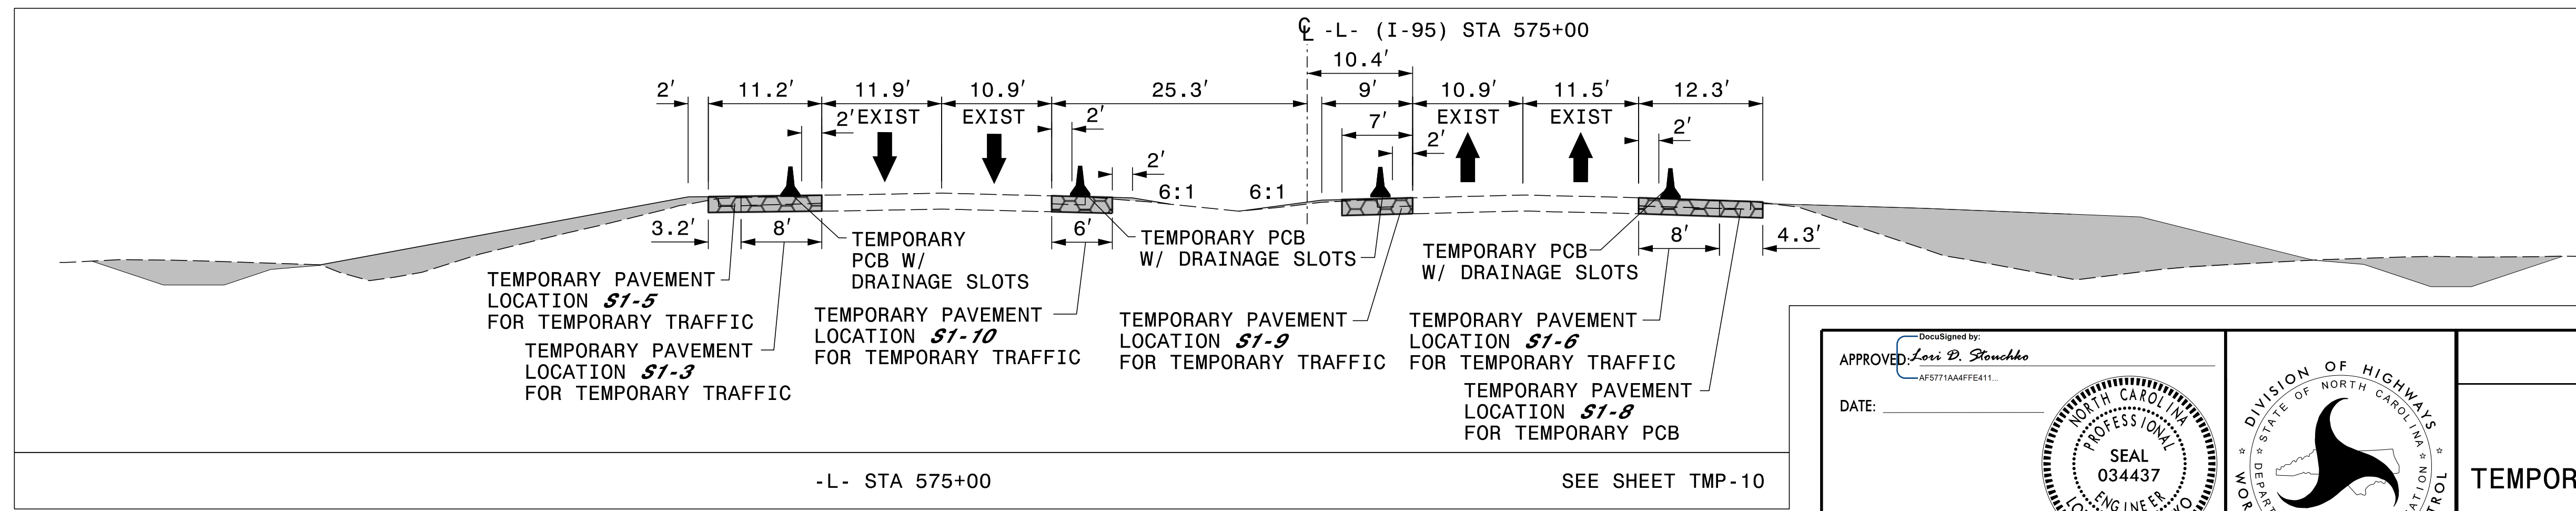 ℄ -L- (I-95) STA 575+00
10.4'
2'
11.2'
11.9'
10.9'
25.3'
9'
10.9'
11.5'
12.3'
2'
EXIST
EXIST
2'
7'
2'
EXIST
EXIST
2'
2'
6:1
6:1
3.2'
8'
6'
8'
4.3'
TEMPORARY
PCB W/
DRAINAGE SLOTS
TEMPORARY PCB
W/ DRAINAGE SLOTS
TEMPORARY PCB
W/ DRAINAGE SLOTS
TEMPORARY PAVEMENT
LOCATION S1-5
FOR TEMPORARY TRAFFIC
TEMPORARY PAVEMENT
LOCATION S1-3
FOR TEMPORARY TRAFFIC
TEMPORARY PAVEMENT
LOCATION S1-10
FOR TEMPORARY TRAFFIC
TEMPORARY PAVEMENT
LOCATION S1-9
FOR TEMPORARY TRAFFIC
TEMPORARY PAVEMENT
LOCATION S1-6
FOR TEMPORARY TRAFFIC
TEMPORARY PAVEMENT
LOCATION S1-8
FOR TEMPORARY PCB
-L- STA 575+00
SEE SHEET TMP-10
DocuSigned by:
APPROVED: Lori D. Stouchko
AF5771AA4FFE411...
DATE:
NORTH CAROLINA
PROFESSIONAL
SEAL
034437
ENGINEER
DIVISION OF HIGHWAYS
STATE OF NORTH CAROLINA
TEMPOR